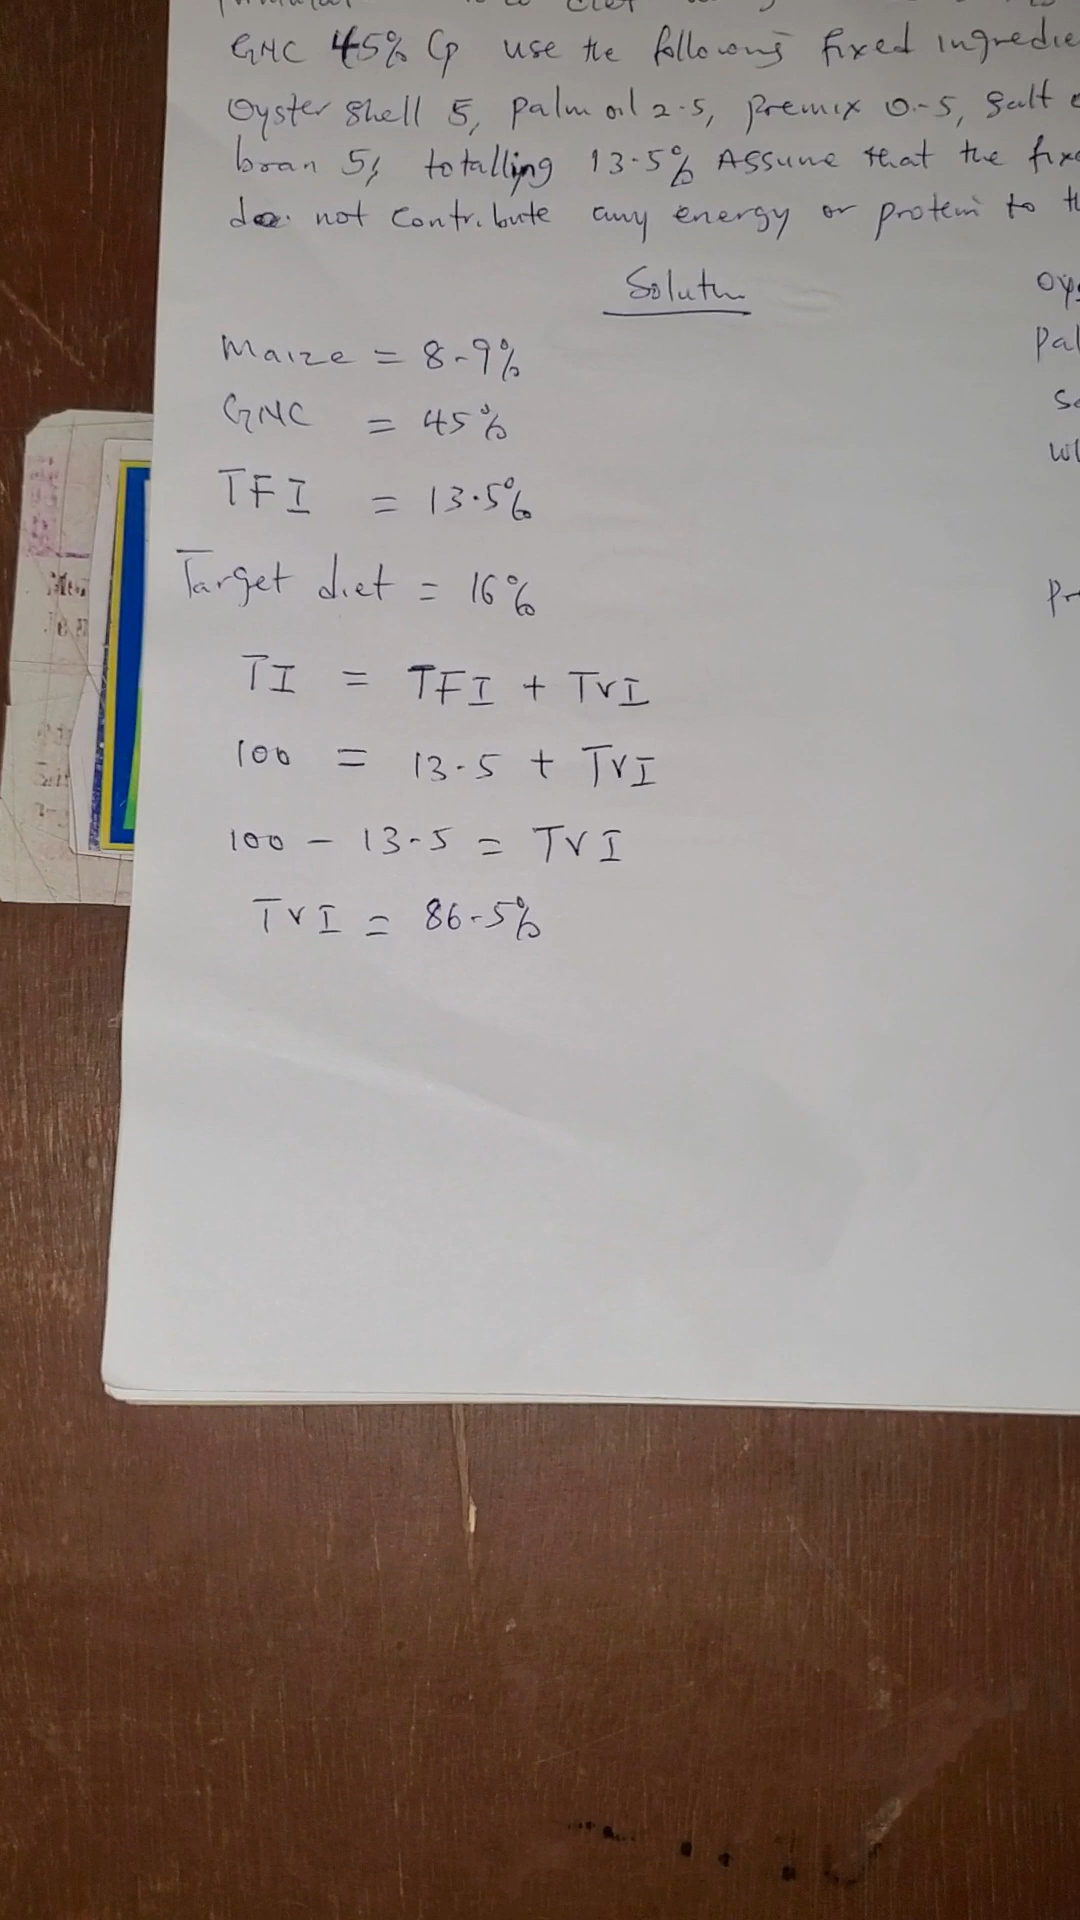 GNC 45% Cp use the following fixed
Oyster shell 5, palm oil 2.5, premix 0.5, salt
bran 5, totalling 13.5% Assume that the
do not contribute any energy or protein to
Solutn
Maize = 8.9%
GNC = 45%
TFI = 13.5%
Target diet = 16%
TI = TFI + TVI
100 = 13.5 + TVI
100 - 13.5 = TVI
TVI = 86.5%